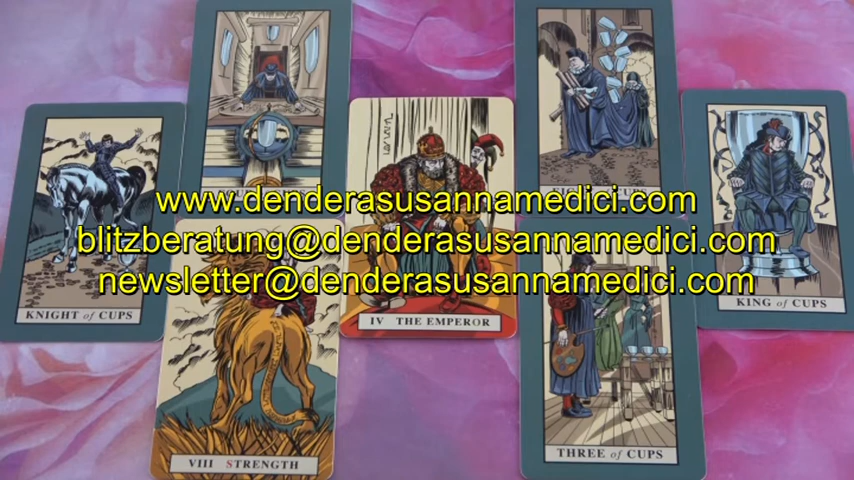 www.denderasusannamedici.com
blitzberatung@denderasusannamedici.com
newsletter@denderasusannamedici.com
KNIGHT of CUPS
IV THE EMPEROR
KING of CUPS
VIII STRENGTH
THREE of CUPS